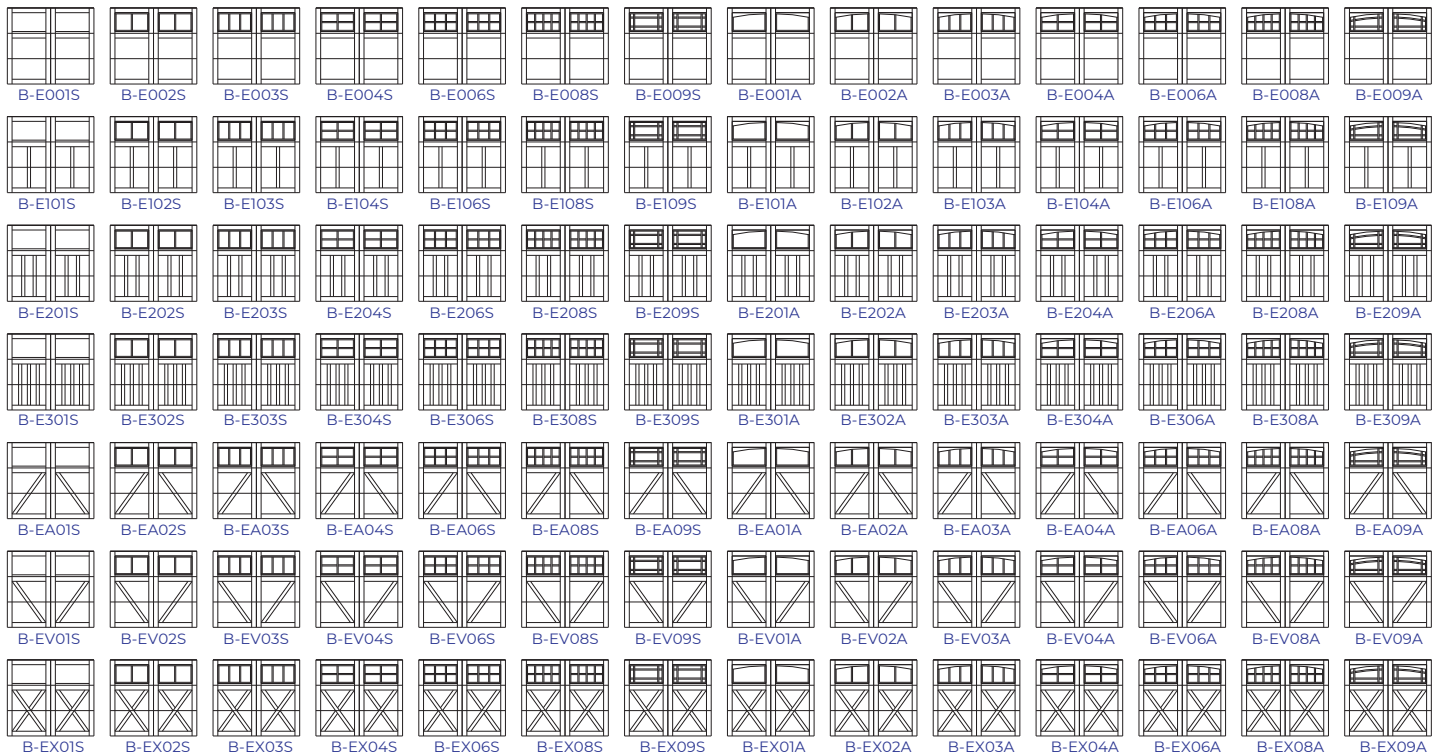 B-E001S B-E002S B-E003S B-E004S B-E006S B-E008S B-E009S B-E001A B-E002A B-E003A B-E004A B-E006A B-E008A B-E009A
B-E101S B-E102S B-E103S B-E104S B-E106S B-E108S B-E109S B-E101A B-E102A B-E103A B-E104A B-E106A B-E108A B-E109A
B-E201S B-E202S B-E203S B-E204S B-E206S B-E208S B-E209S B-E201A B-E202A B-E203A B-E204A B-E206A B-E208A B-E209A
B-E301S B-E302S B-E303S B-E304S B-E306S B-E308S B-E309S B-E301A B-E302A B-E303A B-E304A B-E306A B-E308A B-E309A
B-EA01S B-EA02S B-EA03S B-EA04S B-EA06S B-EA08S B-EA09S B-EA01A B-EA02A B-EA03A B-EA04A B-EA06A B-EA08A B-EA09A
B-EV01S B-EV02S B-EV03S B-EV04S B-EV06S B-EV08S B-EV09S B-EV01A B-EV02A B-EV03A B-EV04A B-EV06A B-EV08A B-EV09A
B-EX01S B-EX02S B-EX03S B-EX04S B-EX06S B-EX08S B-EX09S B-EX01A B-EX02A B-EX03A B-EX04A B-EX06A B-EX08A B-EX09A